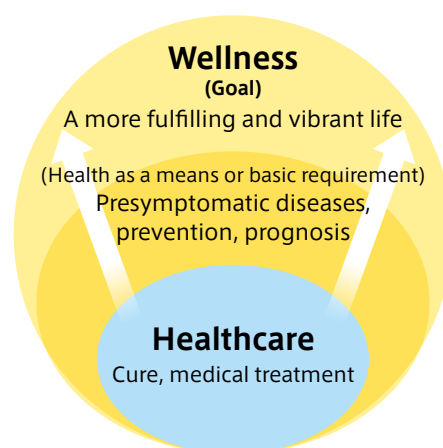 Wellness
(Goal)
A more fulfilling and vibrant life
(Health as a means or basic requirement)
Presymptomatic diseases,
prevention, prognosis
Healthcare
Cure, medical treatment